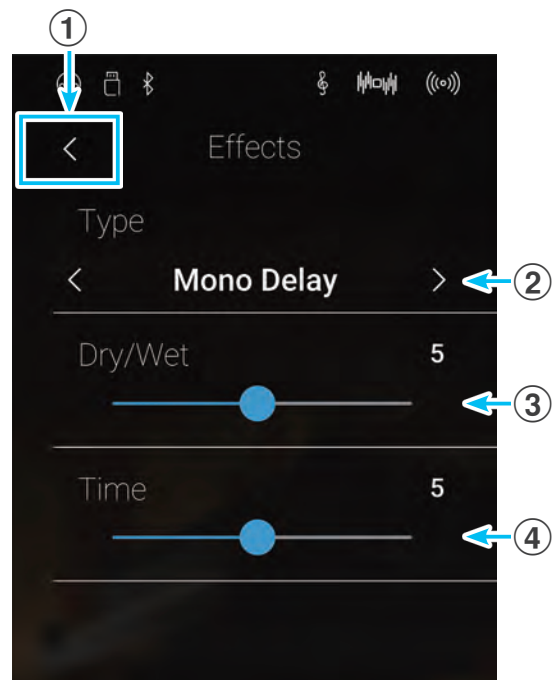 ①
Effects
Type
Mono Delay ②
Dry/Wet 5
③
Time 5
④